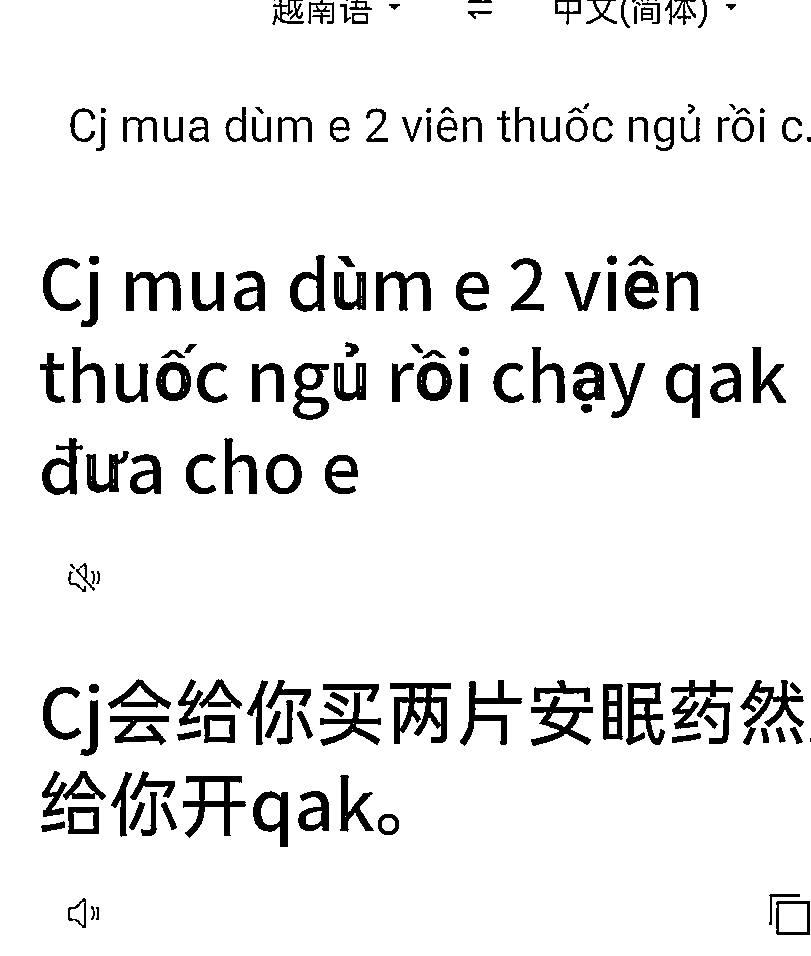 越南语 中文(简体)
Cj mua dùm e 2 viên thuốc ngủ rồi c.
Cj mua dùm e 2 viên
thuốc ngủ rồi chạy qak
đưa cho e
Cj会给你买两片安眠药然
给你开qak。